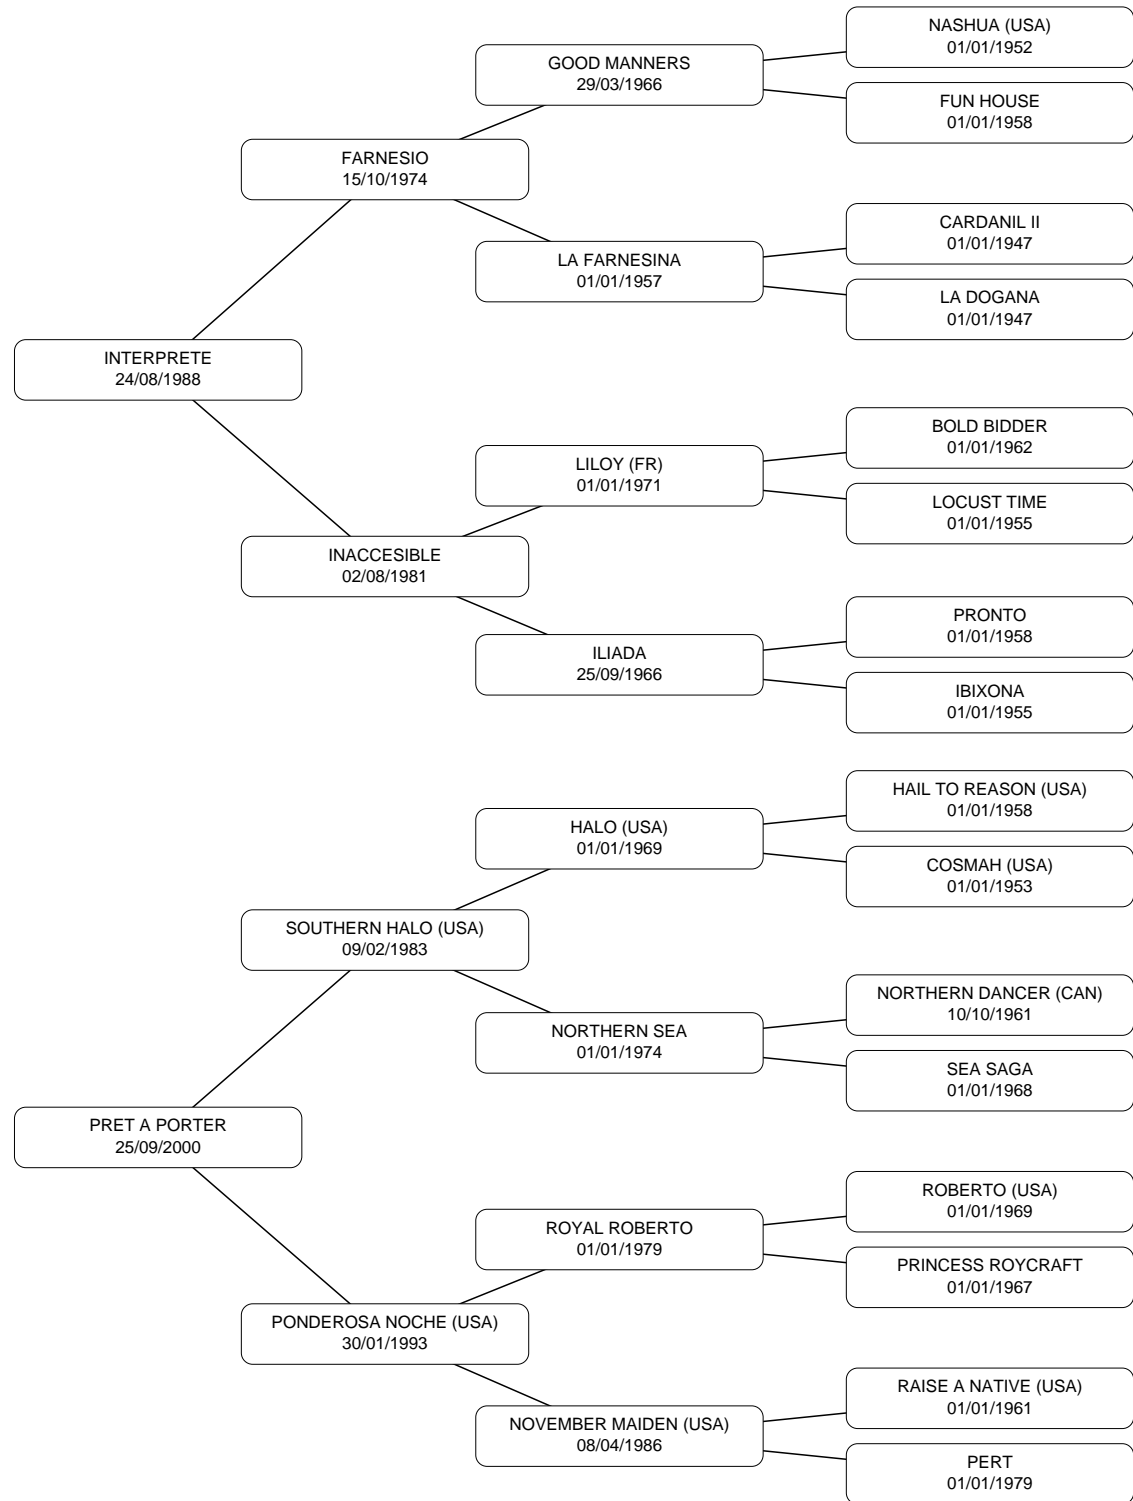 NASHUA (USA)
01/01/1952
GOOD MANNERS
29/03/1966
FUN HOUSE
01/01/1958
FARNESIO
15/10/1974
CARDANIL II
01/01/1947
LA FARNESINA
01/01/1957
LA DOGANA
01/01/1947
INTERPRETE
24/08/1988
BOLD BIDDER
01/01/1962
LILOY (FR)
01/01/1971
LOCUST TIME
01/01/1955
INACCESIBLE
02/08/1981
PRONTO
01/01/1958
ILIADA
25/09/1966
IBIXONA
01/01/1955
HAIL TO REASON (USA)
01/01/1958
HALO (USA)
01/01/1969
COSMAH (USA)
01/01/1953
SOUTHERN HALO (USA)
09/02/1983
NORTHERN DANCER (CAN)
10/10/1961
NORTHERN SEA
01/01/1974
SEA SAGA
01/01/1968
PRET A PORTER
25/09/2000
ROBERTO (USA)
01/01/1969
ROYAL ROBERTO
01/01/1979
PRINCESS ROYCRAFT
01/01/1967
PONDEROSA NOCHE (USA)
30/01/1993
RAISE A NATIVE (USA)
01/01/1961
NOVEMBER MAIDEN (USA)
08/04/1986
PERT
01/01/1979